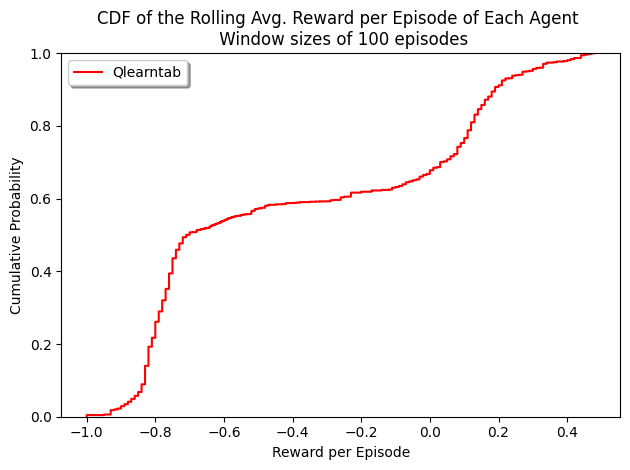 CDF of the Rolling Avg. Reward per Episode of Each Agent
Window sizes of 100 episodes
Qlearntab
Cumulative Probability
1.0
0.8
0.6
0.4
0.2
0.0
−1.0 −0.8 −0.6 −0.4 −0.2 0.0 0.2 0.4
Reward per Episode